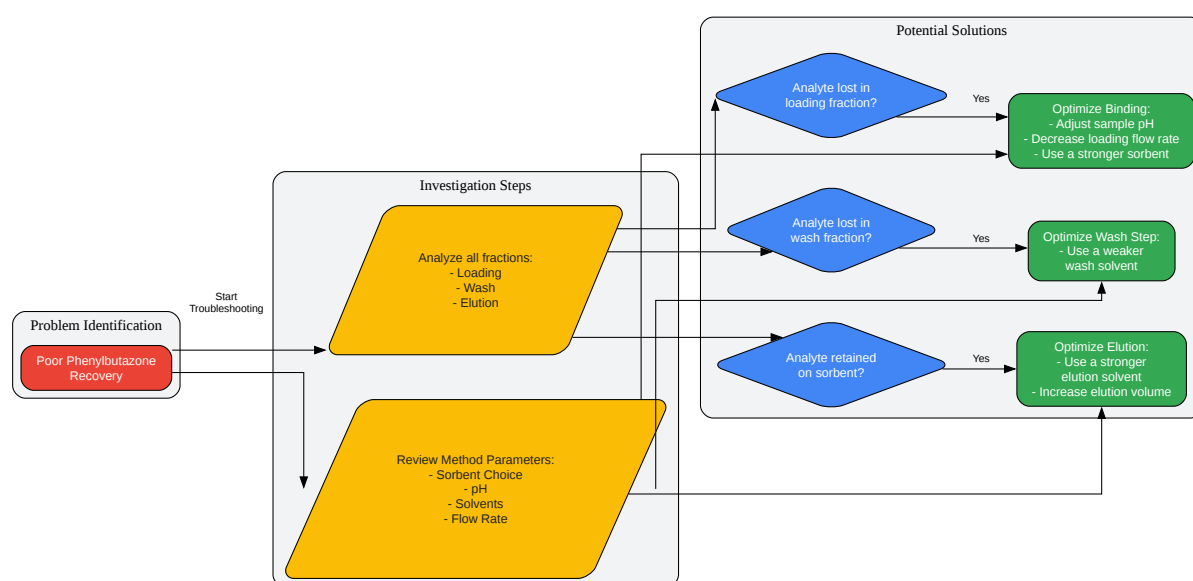 Problem Identification
Poor Phenylbutazone
Recovery
Start
Troubleshooting
Investigation Steps
Analyze all fractions:
- Loading
- Wash
- Elution
Review Method Parameters:
- Sorbent Choice
- pH
- Solvents
- Flow Rate
Potential Solutions
Analyte lost in
loading fraction?
Yes
Optimize Binding:
- Adjust sample pH
- Decrease loading flow rate
- Use a stronger sorbent
Analyte lost in
wash fraction?
Yes
Optimize Wash Step:
- Use a weaker
wash solvent
Analyte retained
on sorbent?
Yes
Optimize Elution:
- Use a stronger
elution solvent
- Increase elution volume